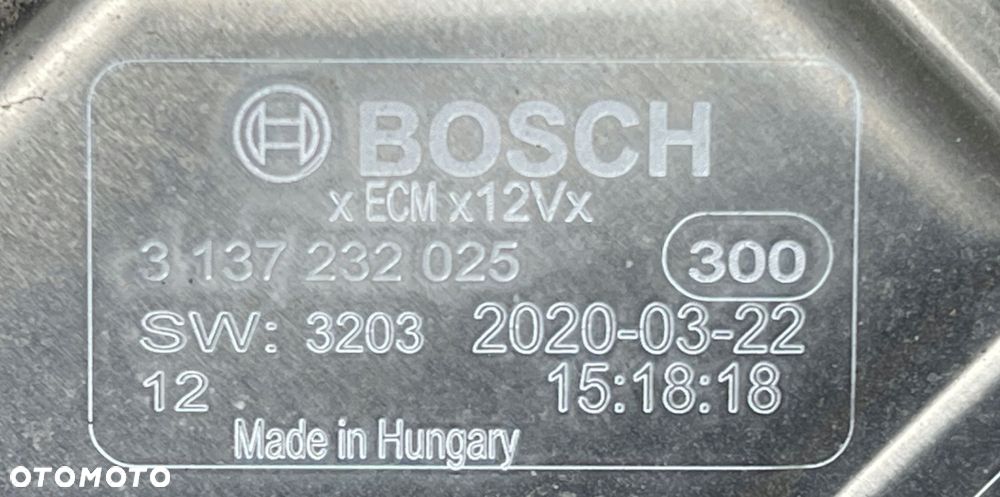 BOSCH
x ECM x12Vx
3 137 232 025 300
SW: 3203 2020-03-22
12 15:18:18
Made in Hungary
OTOMOTO